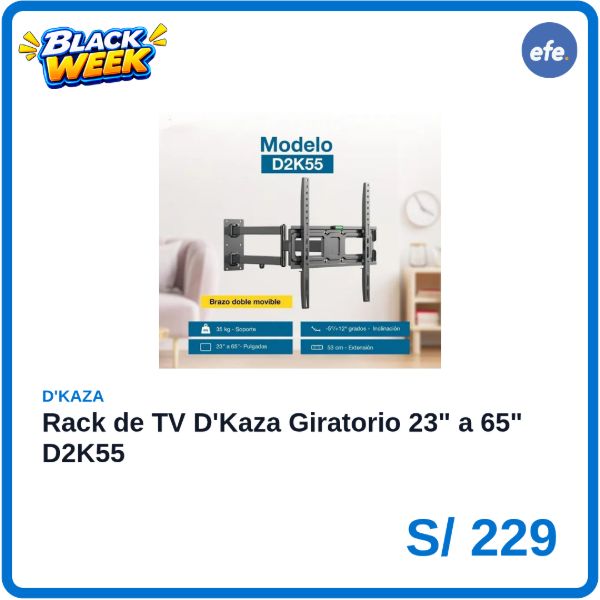 BLACK
WEEK
efe.
Modelo
D2K55
Brazo doble movible
35 kg - Soporte
-5°/+12° grados - Inclinación
23" a 65"- Pulgadas
53 cm - Extensión
D'KAZA
Rack de TV D'Kaza Giratorio 23" a 65"
D2K55
S/ 229